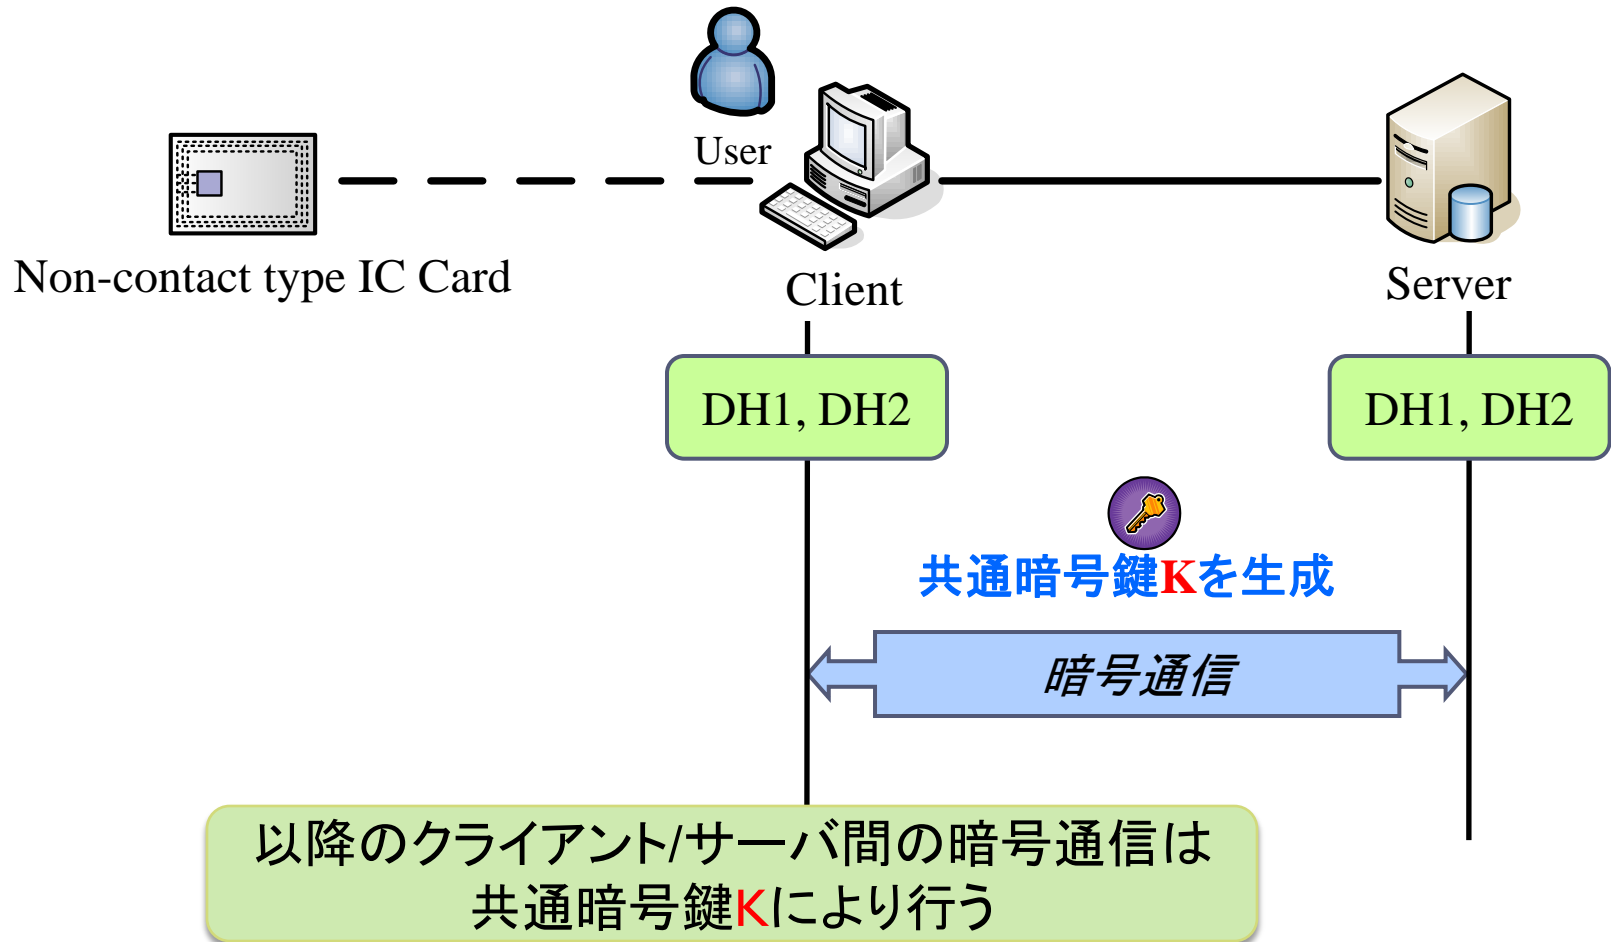 User
Non-contact type IC Card
Client
Server
DH1, DH2
DH1, DH2
共通暗号鍵Kを生成
暗号通信
以降のクライアント/サーバ間の暗号通信は
共通暗号鍵Kにより行う